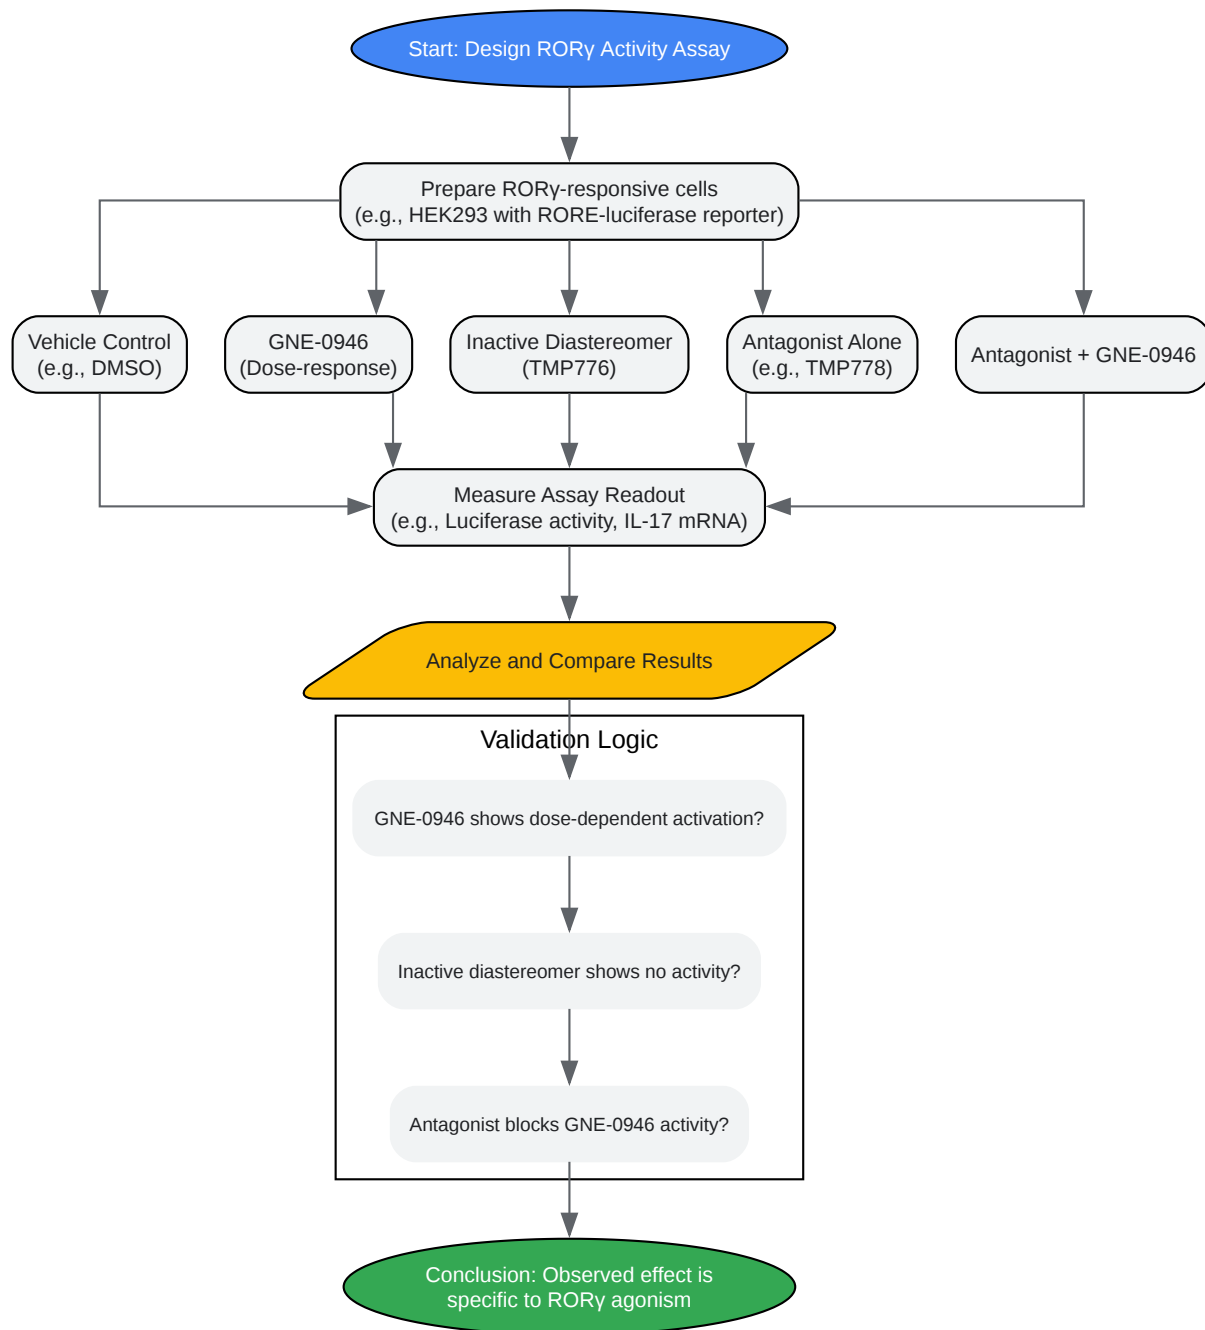 Start: Design RORγ Activity Assay
Prepare RORγ-responsive cells
(e.g., HEK293 with RORE-luciferase reporter)
Vehicle Control
(e.g., DMSO)
GNE-0946
(Dose-response)
Inactive Diastereomer
(TMP776)
Antagonist Alone
(e.g., TMP778)
Antagonist + GNE-0946
Measure Assay Readout
(e.g., Luciferase activity, IL-17 mRNA)
Analyze and Compare Results
Validation Logic
GNE-0946 shows dose-dependent activation?
Inactive diastereomer shows no activity?
Antagonist blocks GNE-0946 activity?
Conclusion: Observed effect is
specific to RORγ agonism